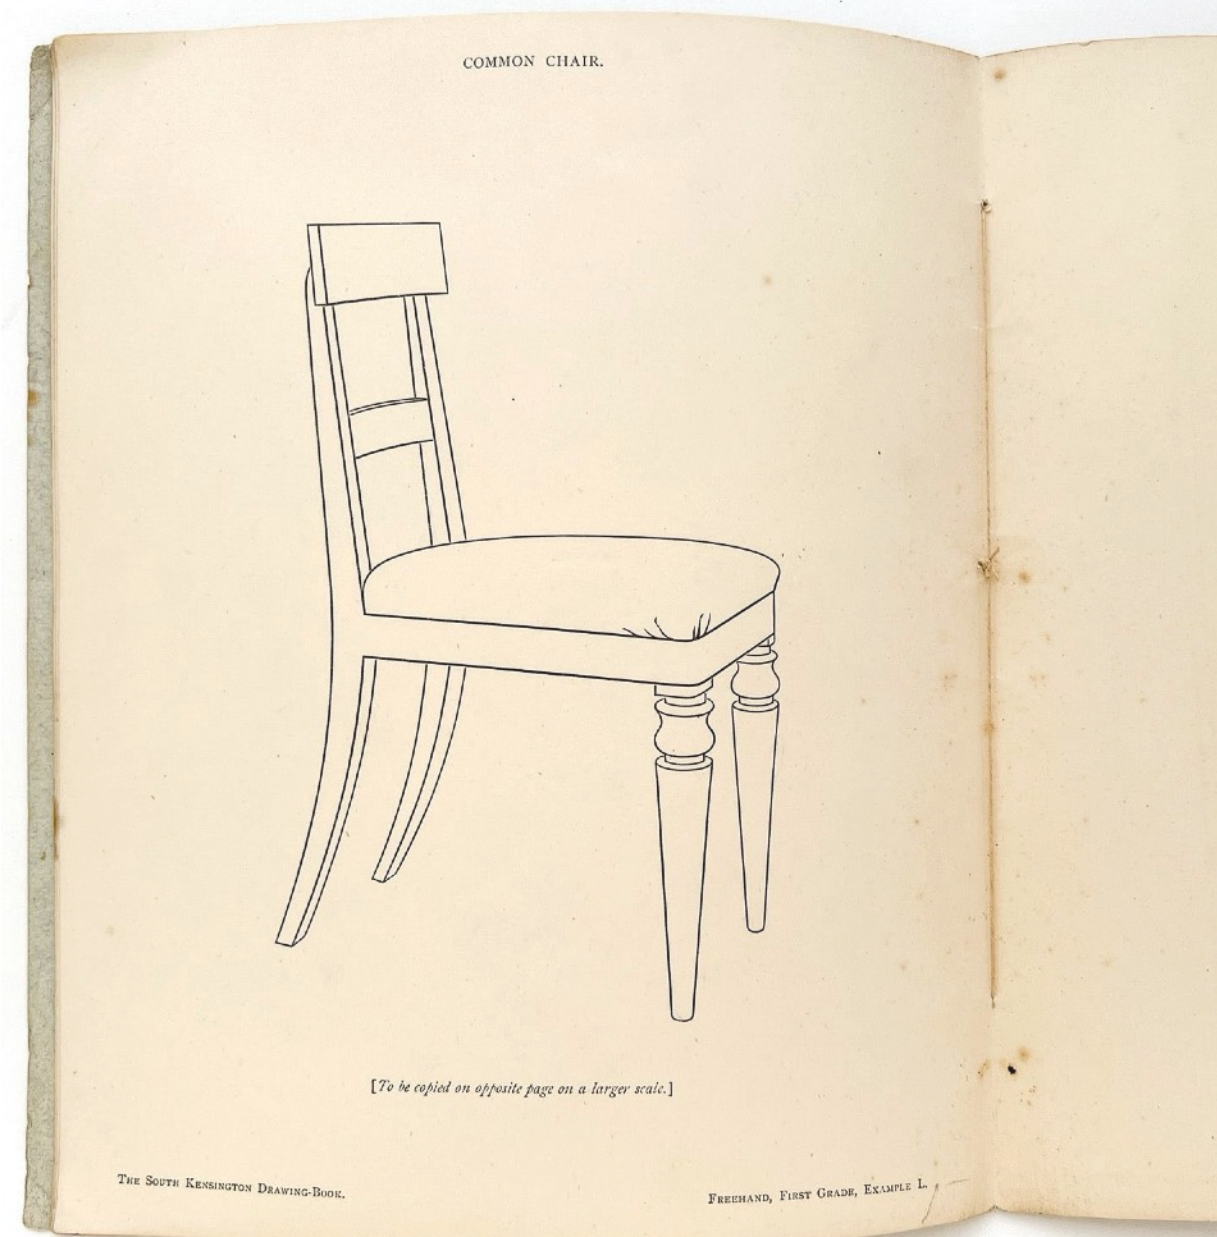 COMMON CHAIR.
[To be copied on opposite page on a larger scale.]
THE SOUTH KENSINGTON DRAWING-BOOK.
FREEHAND, FIRST GRADE, EXAMPLE L.